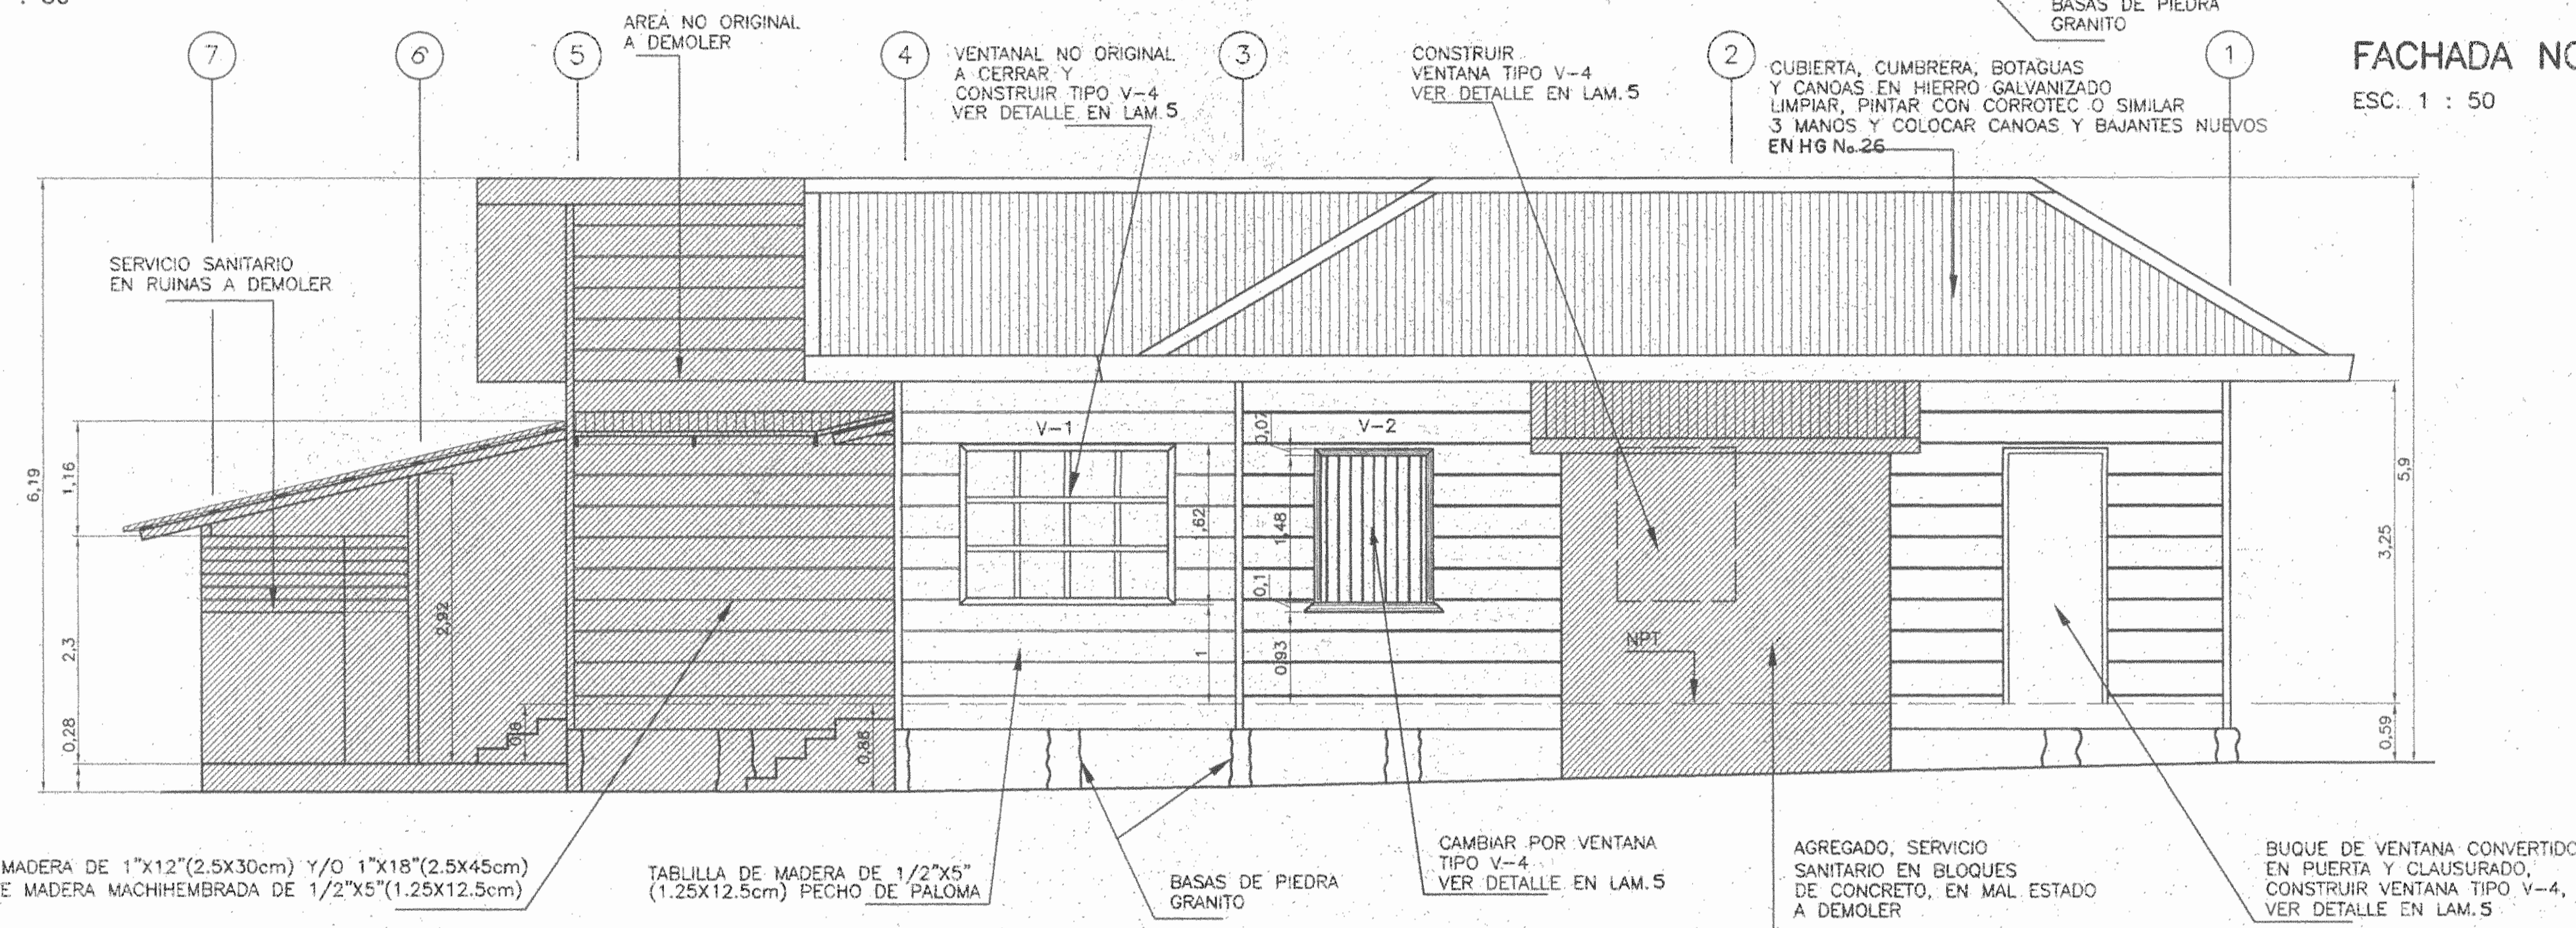 BASAS DE PIEDRA
GRANITO
7
6
5
AREA NO ORIGINAL
A DEMOLER
4
VENTANAL NO ORIGINAL
A CERRAR Y
CONSTRUIR TIPO V-4
VER DETALLE EN LAM.5
3
CONSTRUIR
VENTANA TIPO V-4
VER DETALLE EN LAM.5
2
CUBIERTA, CUMBRERA, BOTAGUAS
Y CANOAS EN HIERRO GALVANIZADO
LIMPIAR, PINTAR CON CORROTEC O SIMILAR
3 MANOS Y COLOCAR CANOAS Y BAJANTES NUEVOS
EN HG No.26
1
FACHADA
ESC. 1 : 50
SERVICIO SANITARIO
EN RUINAS A DEMOLER
6,19
1,16
2,3
0,28
2,92
0,88
V-1
,62
1
V-2
0,07
1,48
0,1
0,93
NPT
5,9
3,25
0,59
MADERA DE 1"X12"(2.5X30cm) Y/O 1"X18"(2.5X45cm)
MADERA MACHIHEMBRADA DE 1/2"X5"(1.25X12.5cm)
TABLILLA DE MADERA DE 1/2"X5"
(1.25X12.5cm) PECHO DE PALOMA
BASAS DE PIEDRA
GRANITO
CAMBIAR POR VENTANA
TIPO V-4
VER DETALLE EN LAM.5
AGREGADO, SERVICIO
SANITARIO EN BLOQUES
DE CONCRETO, EN MAL ESTADO
A DEMOLER
BUQUE DE VENTANA CONVERTIDO
EN PUERTA Y CLAUSURADO,
CONSTRUIR VENTANA TIPO V-4,
VER DETALLE EN LAM.5